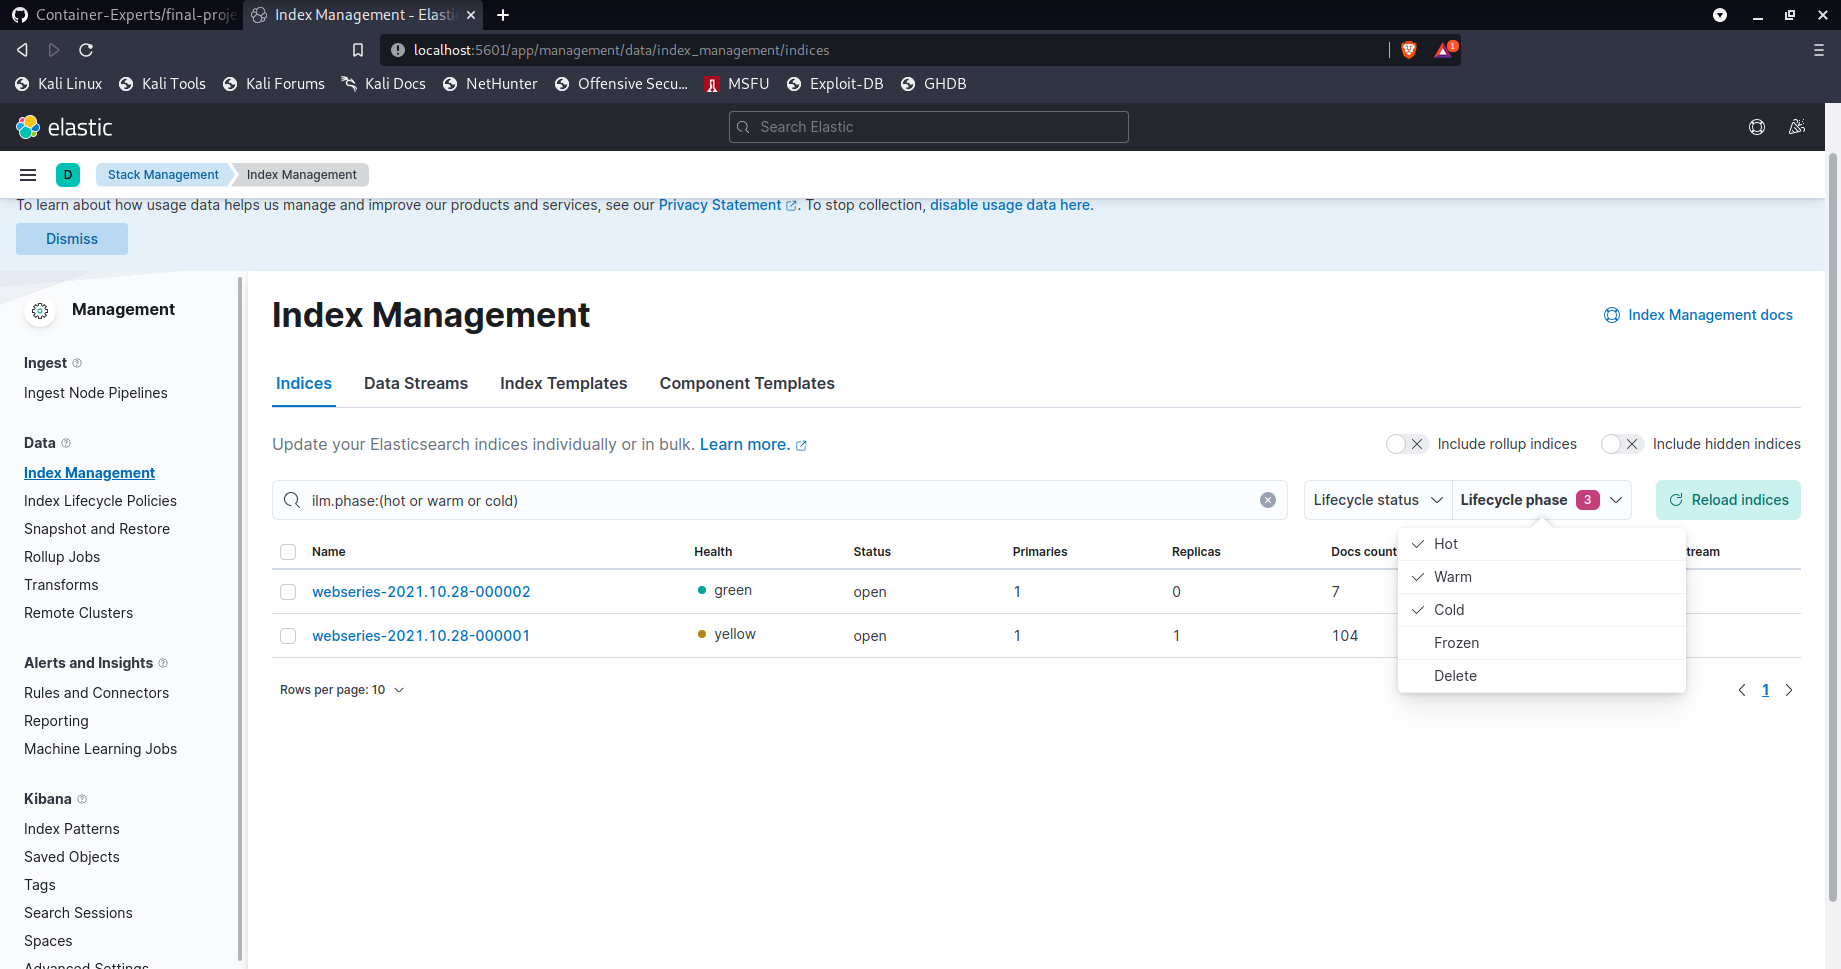 Container-Experts/final-proje
Index Management - Elasti
localhost:5601/app/management/data/index_management/indices
1
Kali Linux Kali Tools Kali Forums Kali Docs NetHunter Offensive Secu... MSFU Exploit-DB GHDB
elastic
Search Elastic
D Stack Management Index Management
To learn about how usage data helps us manage and improve our products and services, see our Privacy Statement. To stop collection, disable usage data here.
Dismiss
Management
Ingest
Ingest Node Pipelines
Data
Index Management
Index Lifecycle Policies
Snapshot and Restore
Rollup Jobs
Transforms
Remote Clusters
Alerts and Insights
Rules and Connectors
Reporting
Machine Learning Jobs
Kibana
Index Patterns
Saved Objects
Tags
Search Sessions
Spaces
Advanced Settings
Index Management
Index Management docs
Indices Data Streams Index Templates Component Templates
Update your Elasticsearch indices individually or in bulk. Learn more.
Include rollup indices Include hidden indices
ilm.phase:(hot or warm or cold)
Lifecycle status Lifecycle phase 3 Reload indices
Name Health Status Primaries Replicas Docs count tream
webseries-2021.10.28-000002 green open 1 0 7
webseries-2021.10.28-000001 yellow open 1 1 104
Hot
Warm
Cold
Frozen
Delete
Rows per page: 10
1